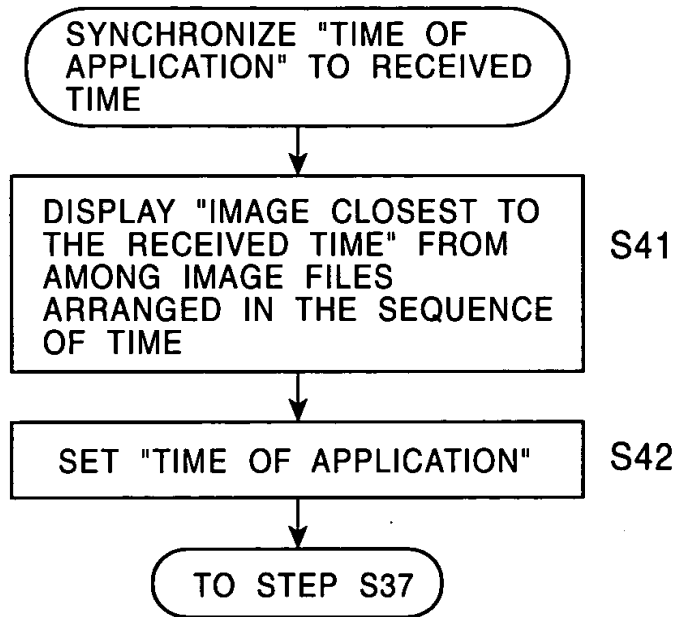 SYNCHRONIZE "TIME OF
APPLICATION" TO RECEIVED
TIME
DISPLAY "IMAGE CLOSEST TO
THE RECEIVED TIME" FROM
AMONG IMAGE FILES
ARRANGED IN THE SEQUENCE
OF TIME
S41
SET "TIME OF APPLICATION"
S42
TO STEP S37